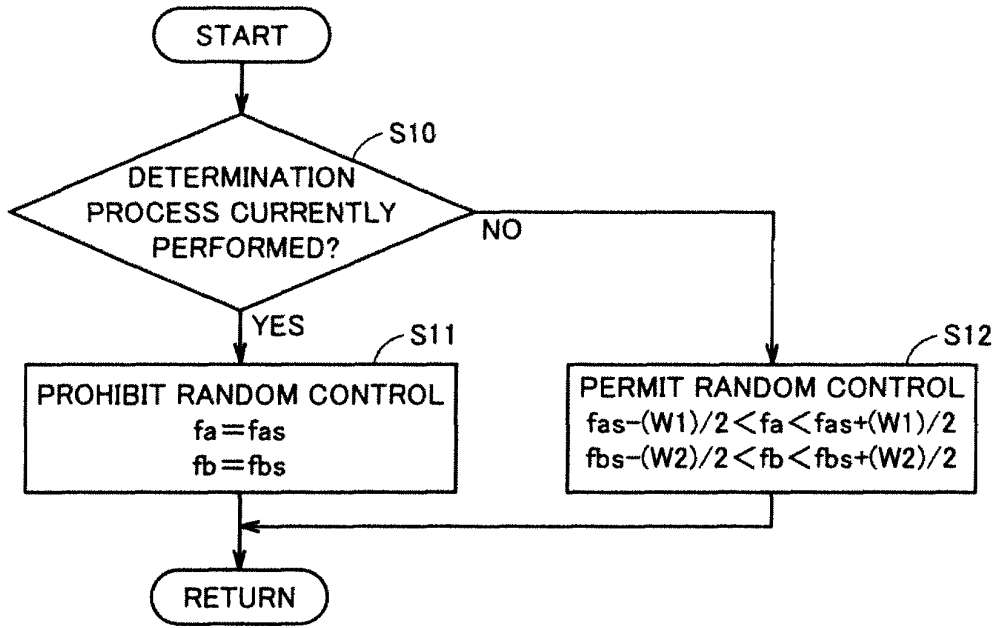 START
S10
DETERMINATION
PROCESS CURRENTLY
PERFORMED?
NO
YES
S11
PROHIBIT RANDOM CONTROL
fa=fas
fb=fbs
S12
PERMIT RANDOM CONTROL
fas-(W1)/2<fa<fas+(W1)/2
fbs-(W2)/2<fb<fbs+(W2)/2
RETURN